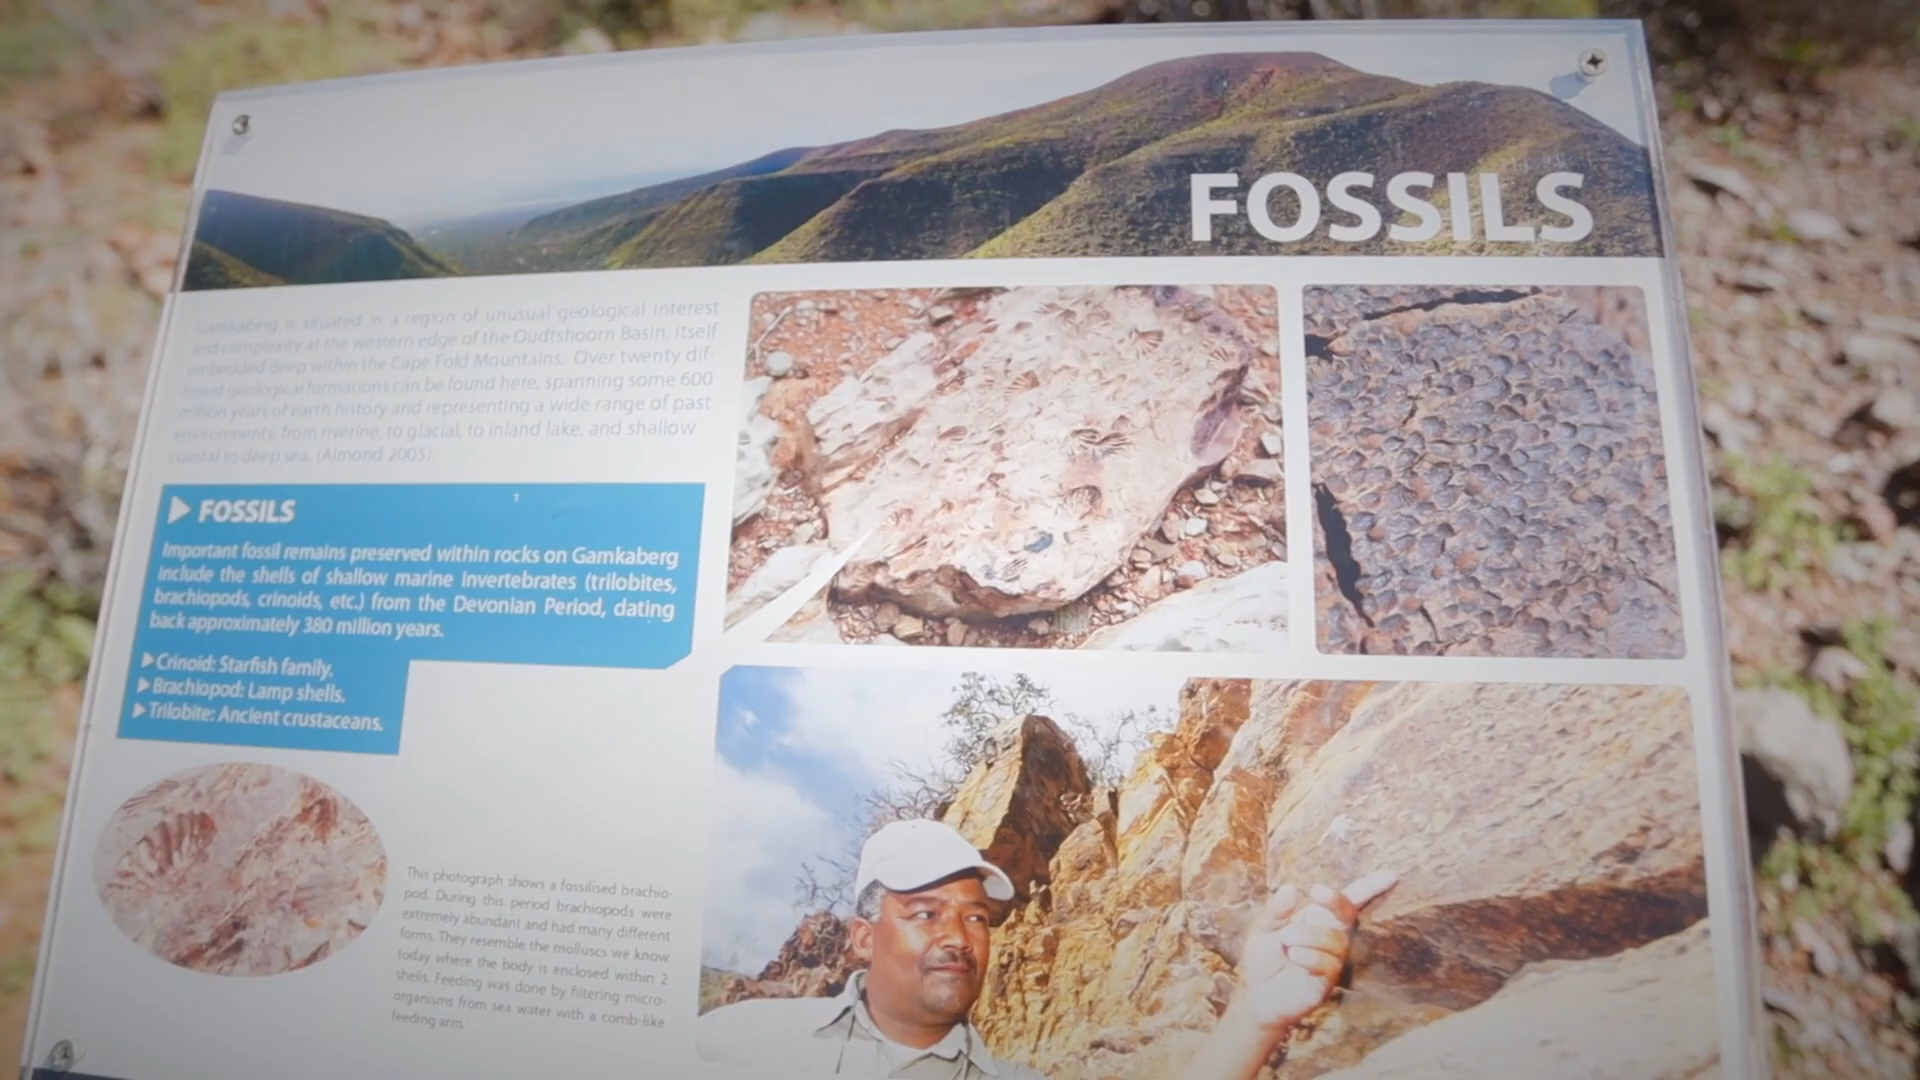 FOSSILS
Gamkaberg is situated in a region of unusual geological interest
and complexity at the western edge of the Oudtshoorn Basin, itself
embedded deep within the Cape Fold Mountains. Over twenty dif-
ferent geological formations can be found here, spanning some 600
million years of earth history and representing a wide range of past
environments, from riverine, to glacial, to inland lake, and shallow
coastal to deep sea. (Almond 2005).
FOSSILS
Important fossil remains preserved within rocks on Gamkaberg
include the shells of shallow marine invertebrates (trilobites,
brachiopods, crinoids, etc.) from the Devonian Period, dating
back approximately 380 million years.
Crinoid: Starfish family.
Brachiopod: Lamp shells.
Trilobite: Ancient crustaceans.
This photograph shows a fossilised brachio-
pod. During this period brachiopods were
extremely abundant and had many different
forms. They resemble the molluscs we know
today where the body is enclosed within 2
shells. Feeding was done by filtering micro-
organisms from sea water with a comb-like
feeding arm.